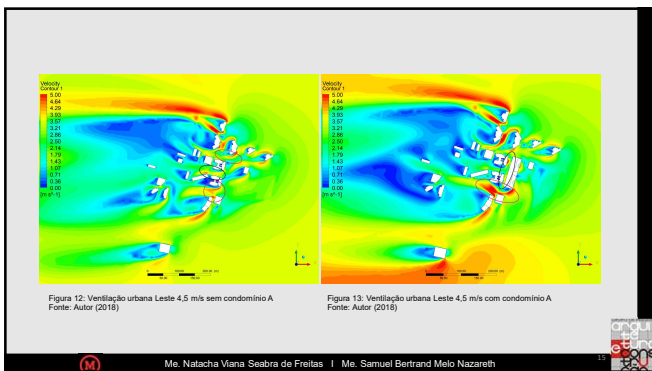 Velocity
Contour 1
5.00
4.64
4.29
3.93
3.57
3.21
2.86
2.50
2.14
1.79
1.43
1.07
0.71
0.36
0.00
[m s^-1]
Velocity
Contour 1
5.00
4.64
4.29
3.93
3.57
3.21
2.86
2.50
2.14
1.79
1.43
1.07
0.71
0.36
0.00
[m s^-1]
Figura 12: Ventilação urbana Leste 4,5 m/s sem condomínio A
Fonte: Autor (2018)
Figura 13: Ventilação urbana Leste 4,5 m/s com condomínio A
Fonte: Autor (2018)
15
M
Me. Natacha Viana Seabra de Freitas I Me. Samuel Bertrand Melo Nazareth